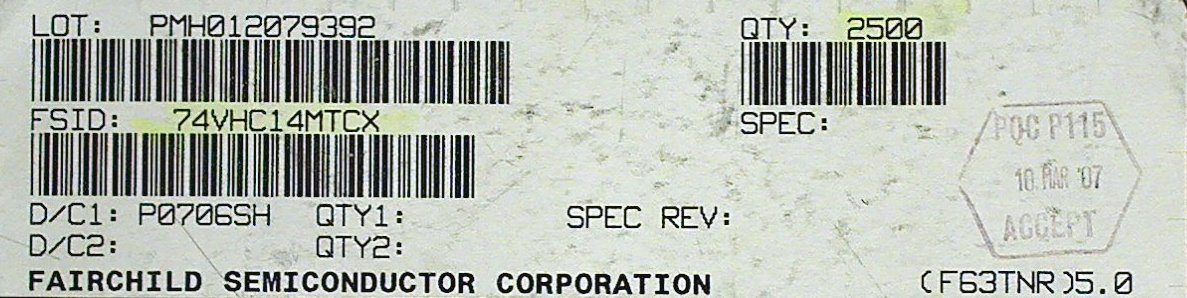 LOT: PMH012079392
QTY: 2500
FSID: 74VHC14MTCX
SPEC:
PQC P115
10 MAR '07
ACCEPT
D/C1: P0706SH QTY1: SPEC REV:
D/C2: QTY2:
FAIRCHILD SEMICONDUCTOR CORPORATION
(F63TNR)5.0